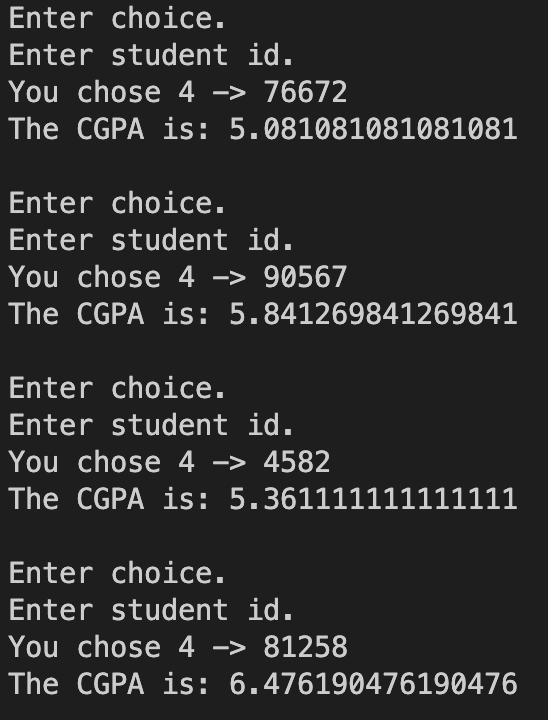 Enter choice.
Enter student id.
You chose 4 -> 76672
The CGPA is: 5.081081081081081
Enter choice.
Enter student id.
You chose 4 -> 90567
The CGPA is: 5.841269841269841
Enter choice.
Enter student id.
You chose 4 -> 4582
The CGPA is: 5.361111111111111
Enter choice.
Enter student id.
You chose 4 -> 81258
The CGPA is: 6.476190476190476